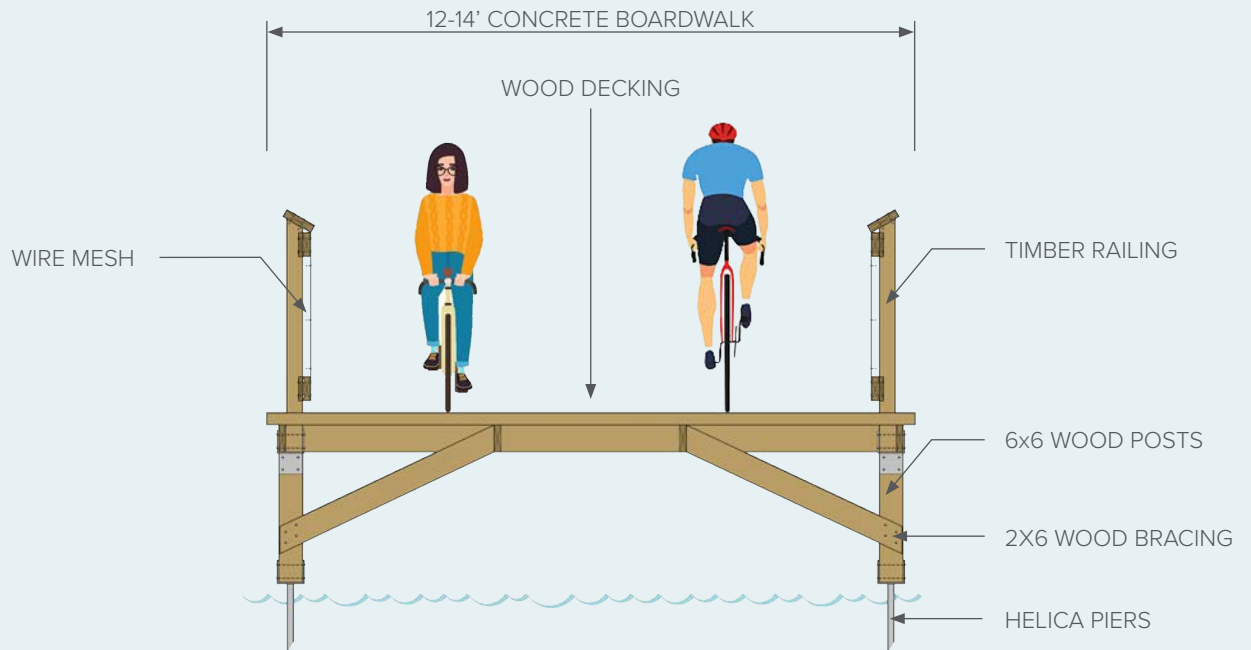 12-14’ CONCRETE BOARDWALK
WOOD DECKING
WIRE MESH
TIMBER RAILING
6x6 WOOD POSTS
2X6 WOOD BRACING
HELICA PIERS